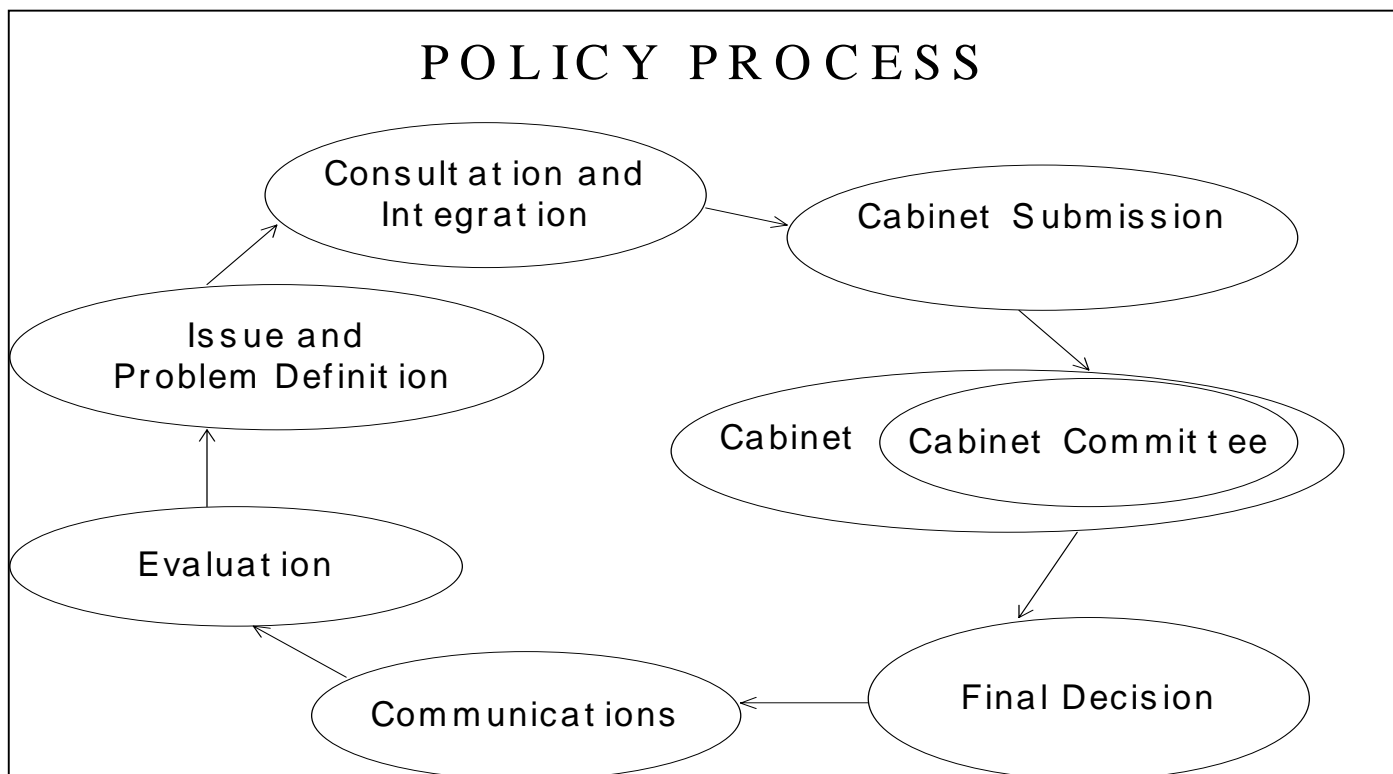 POLICY PROCESS
Consultation and
Integration
Cabinet Submission
Issue and
Problem Definition
Cabinet
Cabinet Committee
Evaluation
Final Decision
Communications